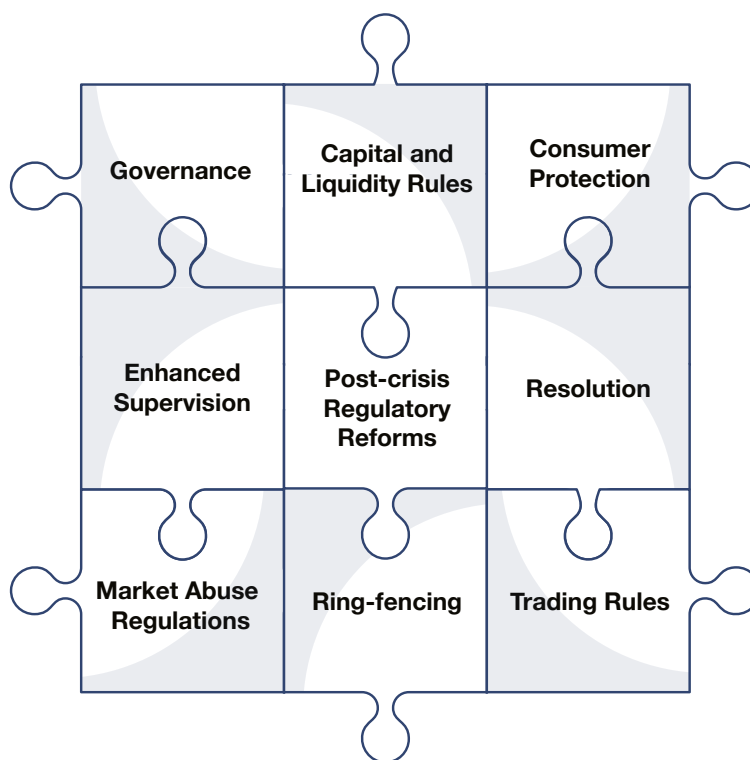 Governance
Capital and
Liquidity Rules
Consumer
Protection
Enhanced
Supervision
Post-crisis
Regulatory
Reforms
Resolution
Market Abuse
Regulations
Ring-fencing
Trading Rules